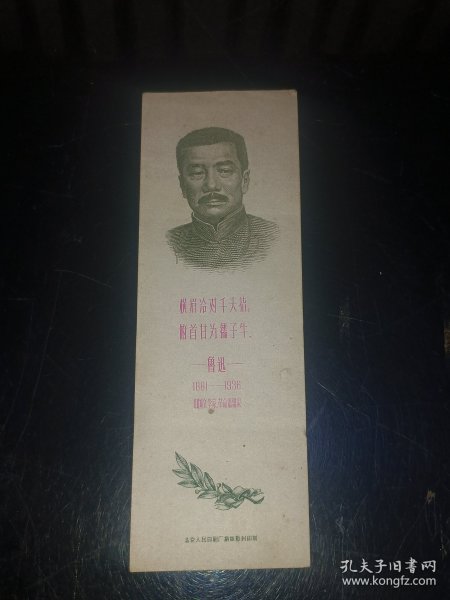 横眉冷对千夫指，
俯首甘为孺子牛。
—鲁迅—
1881——1936
孔夫子旧书网
www.kongfz.com